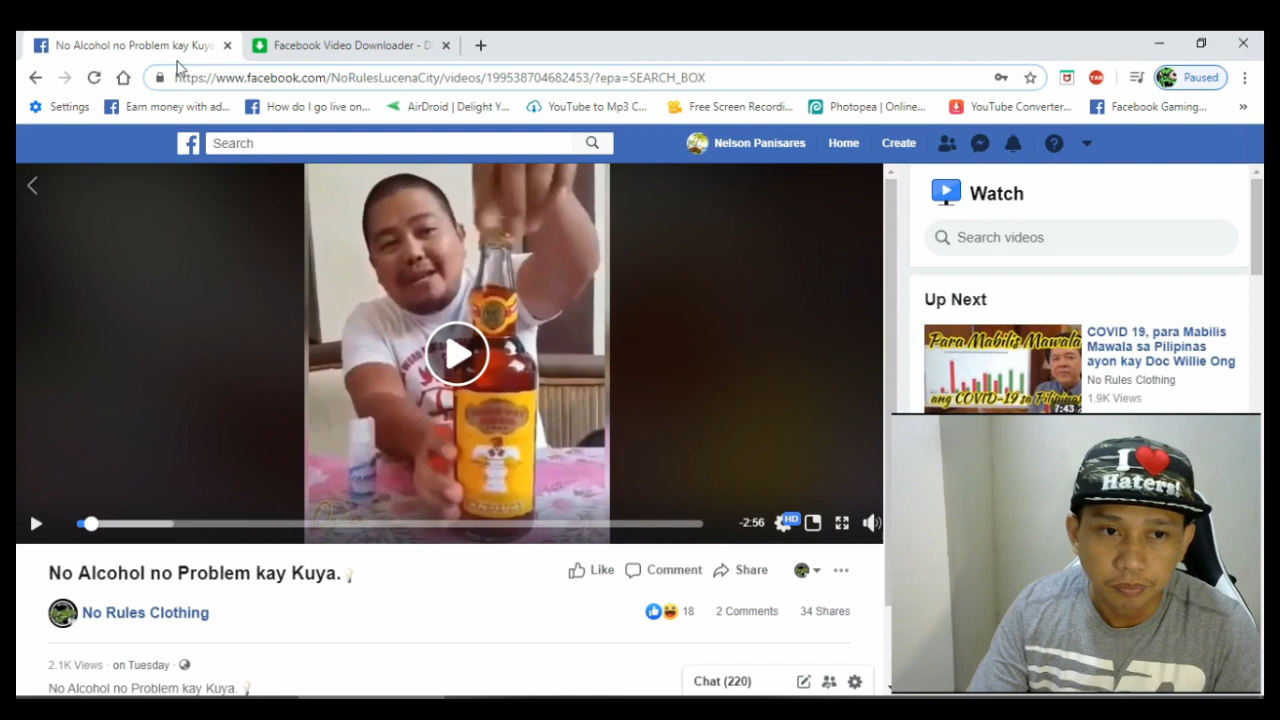 No Alcohol no Problem kay Kuya
Facebook Video Downloader - D
https://www.facebook.com/NoRulesLucenaCity/videos/199538704682453/?epa=SEARCH_BOX
Paused
Settings
Earn money with ad...
How do I go live on...
AirDroid | Delight Y...
YouTube to Mp3 C...
Free Screen Recordi...
Photopea | Online...
YouTube Converter...
Facebook Gaming...
Search
Nelson Panisares
Home
Create
Watch
Search videos
Up Next
Para Mabilis Mawala
ang COVID-19 sa Pilipinas
7:43
COVID 19, para Mabilis
Mawala sa Pilipinas
ayon kay Doc Willie Ong
No Rules Clothing
1.9K Views
-2:56
HD
No Alcohol no Problem kay Kuya.
Like
Comment
Share
No Rules Clothing
18
2 Comments
34 Shares
2.1K Views · on Tuesday ·
No Alcohol no Problem kay Kuya.
Chat (220)
I
Haters!